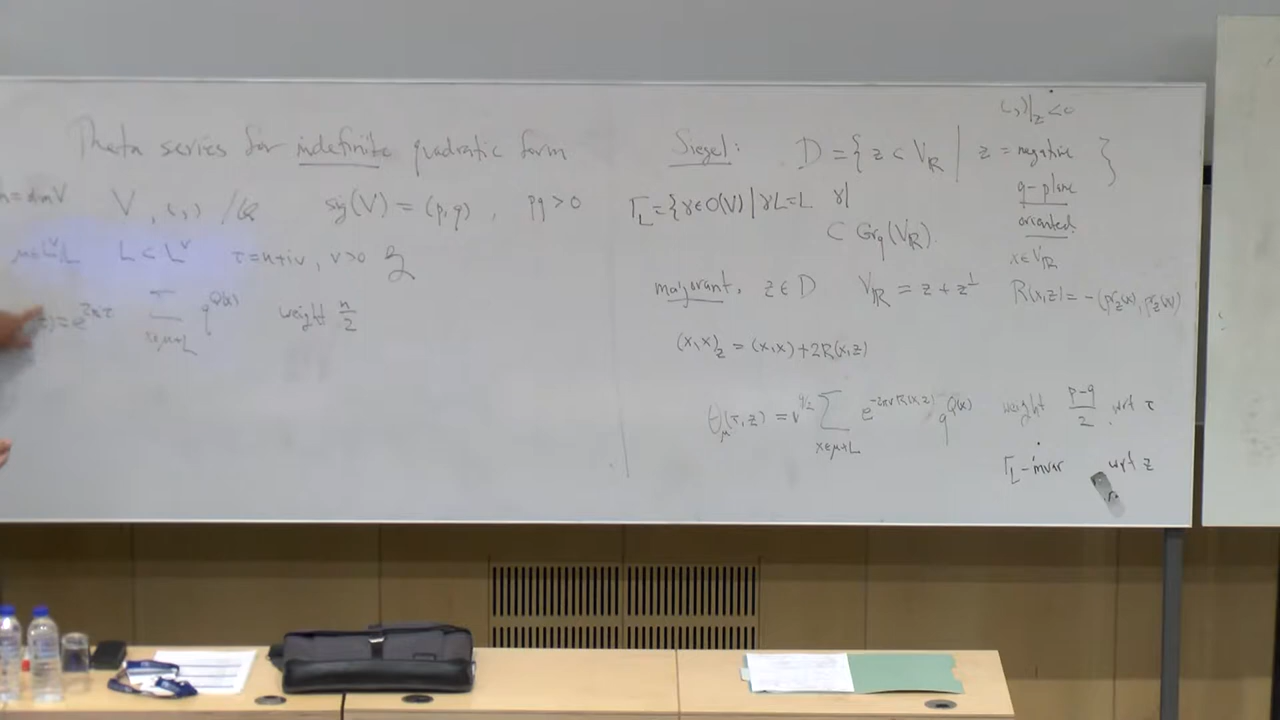 Theta series for indefinite quadratic form
n = dim V   V, (,) /ℚ   sig(V) = (p,q),   pq > 0
μ ∈ L^∨/L   L < L^∨   τ = u+iv, v>0
= e^{2πiτ}   ∑_{x∈μ+L} q^{Q(x)}   weight n/2
Siegel:   D = { z ⊂ V_ℝ | z = negative q-plane oriented. }
(,)|_z < 0
Γ_L = {γ∈O(V) | γL=L   γ|
⊂ Gr_q(V_ℝ).
x ∈ V_ℝ
majorant.   z ∈ D   V_ℝ = z + z^⊥   R(x,z) = -(pr_z(x), pr_z(x))
(x,x)_z = (x,x) + 2R(x,z)
θ_μ(τ,z) = v^{q/2} ∑_{x∈μ+L} e^{-2πvR(x,z)} q^{Q(x)}   weight (p-q)/2 . wrt τ
Γ_L-invar   wrt z